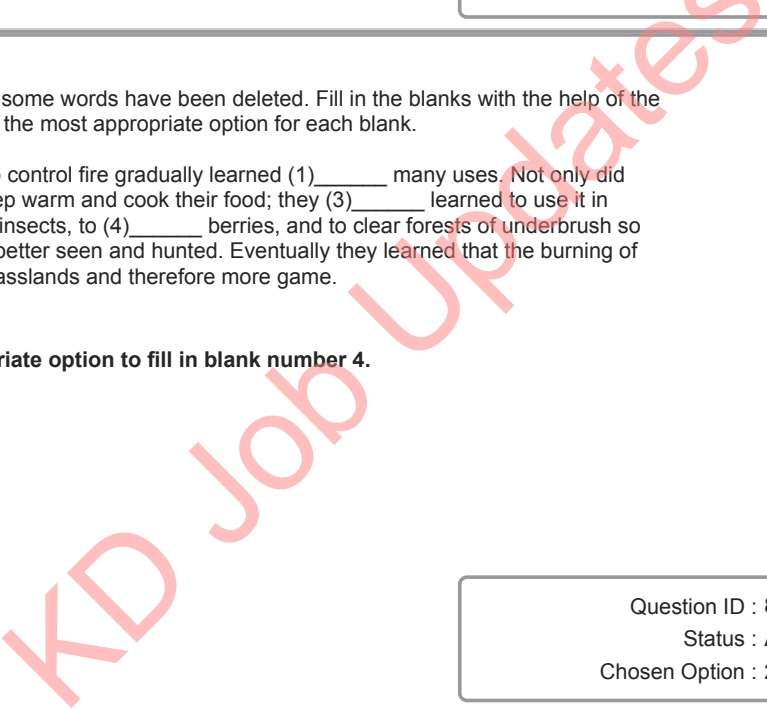 some words have been deleted. Fill in the blanks with the help of the
the most appropriate option for each blank.
control fire gradually learned (1)______ many uses. Not only did
warm and cook their food; they (3)______ learned to use it in
insects, to (4)______ berries, and to clear forests of underbrush so
better seen and hunted. Eventually they learned that the burning of
and therefore more game.
option to fill in blank number 4.
Question ID :
Status :
Chosen Option :
KD Job Updates